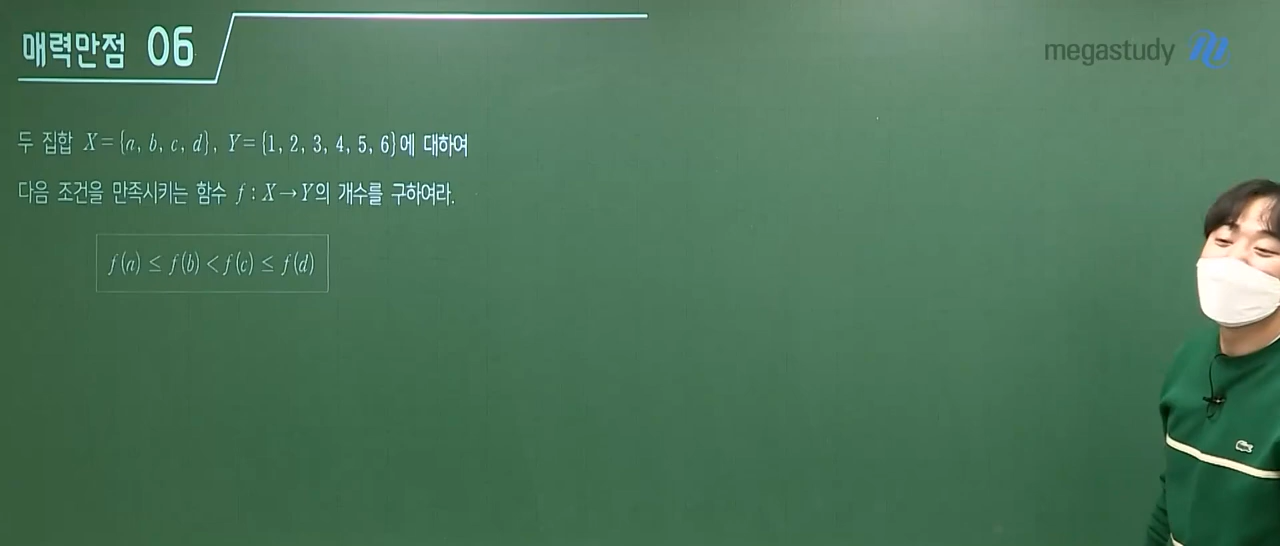 매력만점 06
megastudy
두 집합 X={a, b, c, d}, Y={1, 2, 3, 4, 5, 6}에 대하여
다음 조건을 만족시키는 함수 f : X→Y의 개수를 구하여라.
f(a) ≤ f(b) < f(c) ≤ f(d)